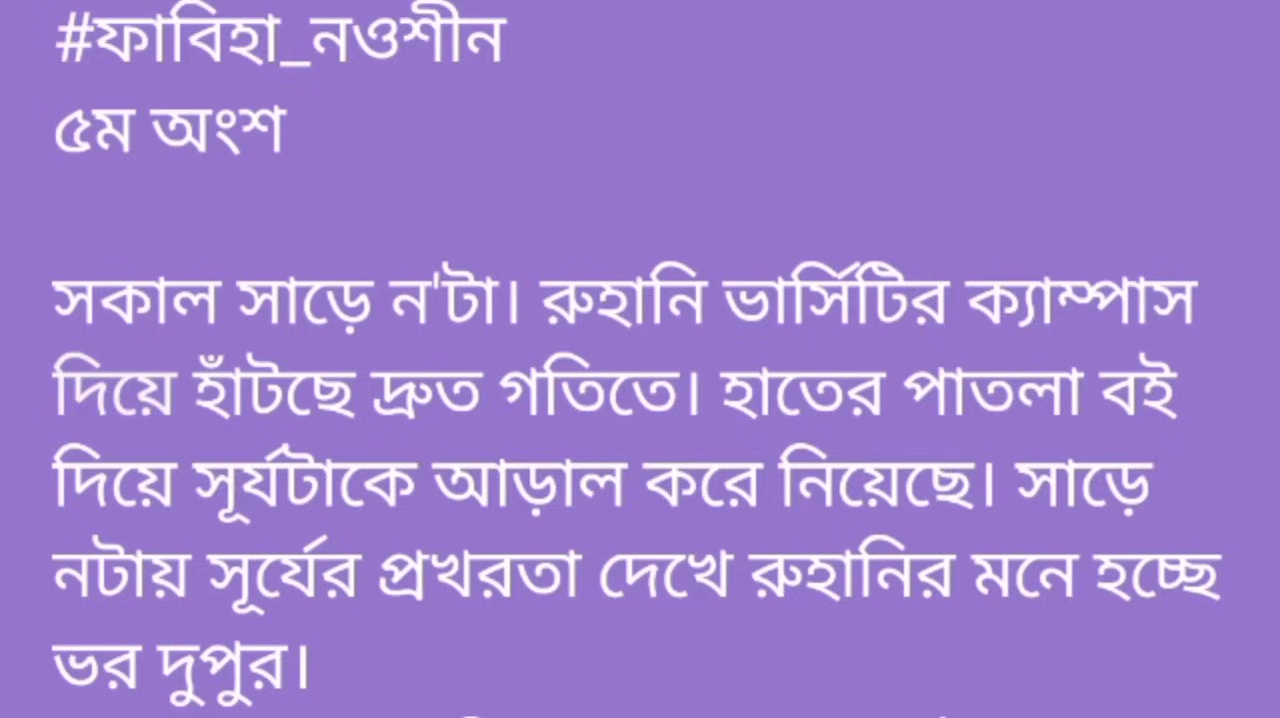 #ফাবিহা_নওশীন
৫ম অংশ
সকাল সাড়ে ন'টা। রুহানি ভার্সিটির ক্যাম্পাস
দিয়ে হাঁটছে দ্রুত গতিতে। হাতের পাতলা বই
দিয়ে সূর্যটাকে আড়াল করে নিয়েছে। সাড়ে
নটায় সূর্যের প্রখরতা দেখে রুহানির মনে হচ্ছে
ভর দুপুর।